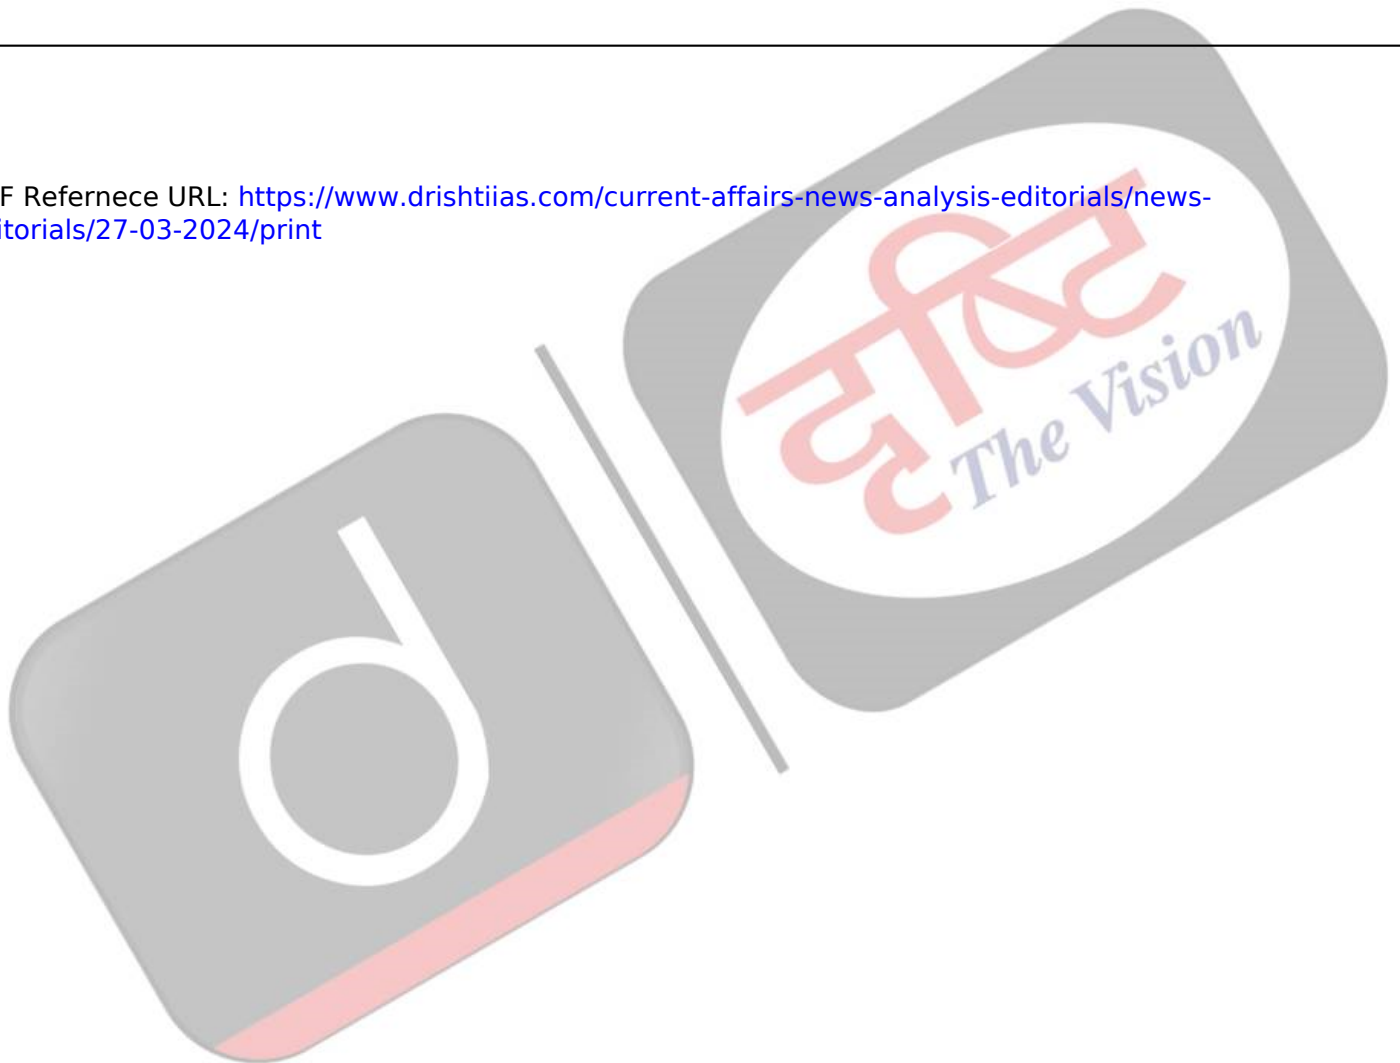 F Refernece URL: https://www.drishtiias.com/current-affairs-news-analysis-editorials/news-
itorials/27-03-2024/print
दृष्टि
The Vision
d